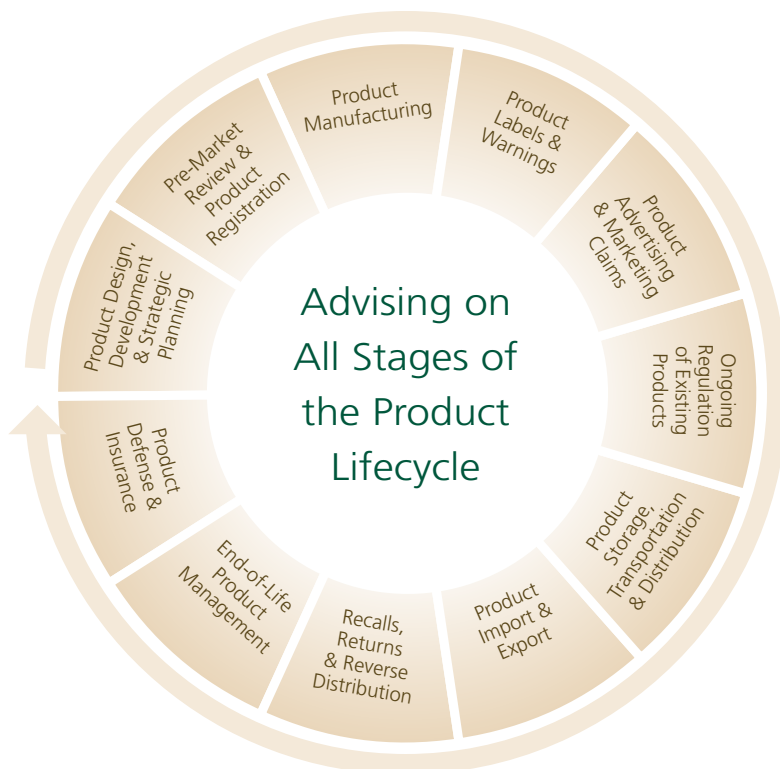 Advising on
All Stages of
the Product
Lifecycle
Product Design,
Development
& Strategic
Planning
Pre-Market
Review &
Product
Registration
Product
Manufacturing
Product
Labels &
Warnings
Product
Advertising
& Marketing
Claims
Ongoing
Regulation
of Existing
Products
Product
Storage,
Transportation
& Distribution
Product
Import &
Export
Recalls,
Returns
& Reverse
Distribution
End-of-Life
Product
Management
Product
Defense &
Insurance